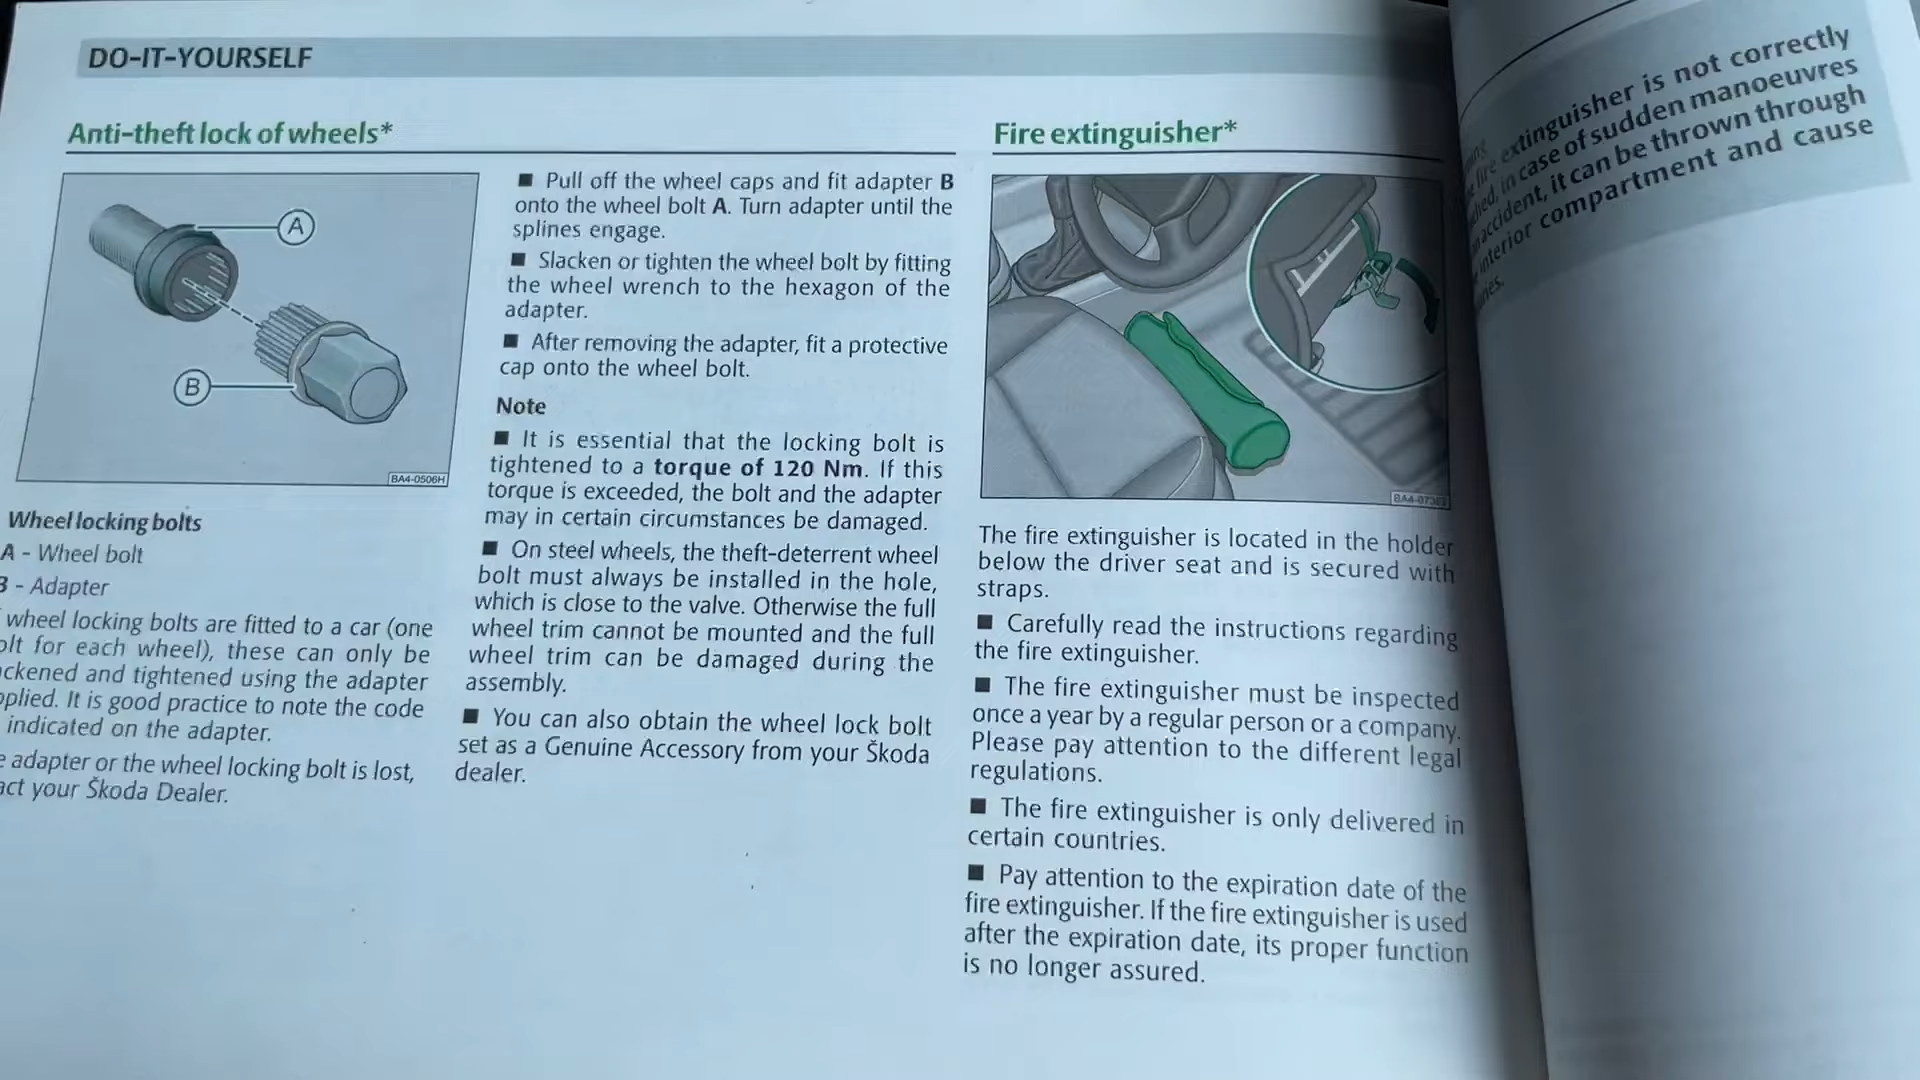 DO-IT-YOURSELF
Anti-theft lock of wheels*
A
B
BA4-0506H
Wheel locking bolts
A - Wheel bolt
B - Adapter
wheel locking bolts are fitted to a car (one
for each wheel), these can only be
and tightened using the adapter
It is good practice to note the code
indicated on the adapter.
adapter or the wheel locking bolt is lost,
your Škoda Dealer.
■ Pull off the wheel caps and fit adapter B
onto the wheel bolt A. Turn adapter until the
splines engage.
■ Slacken or tighten the wheel bolt by fitting
the wheel wrench to the hexagon of the
adapter.
■ After removing the adapter, fit a protective
cap onto the wheel bolt.
Note
■ It is essential that the locking bolt is
tightened to a torque of 120 Nm. If this
torque is exceeded, the bolt and the adapter
may in certain circumstances be damaged.
■ On steel wheels, the theft-deterrent wheel
bolt must always be installed in the hole,
which is close to the valve. Otherwise the full
wheel trim cannot be mounted and the full
wheel trim can be damaged during the
assembly.
■ You can also obtain the wheel lock bolt
set as a Genuine Accessory from your Škoda
dealer.
Fire extinguisher*
The fire extinguisher is located in the holder
below the driver seat and is secured with
straps.
■ Carefully read the instructions regarding
the fire extinguisher.
■ The fire extinguisher must be inspected
once a year by a regular person or a company.
Please pay attention to the different legal
regulations.
■ The fire extinguisher is only delivered in
certain countries.
■ Pay attention to the expiration date of the
fire extinguisher. If the fire extinguisher is used
after the expiration date, its proper function
is no longer assured.
fire extinguisher is not correctly
in case of sudden manoeuvres
accident, it can be thrown through
interior compartment and cause